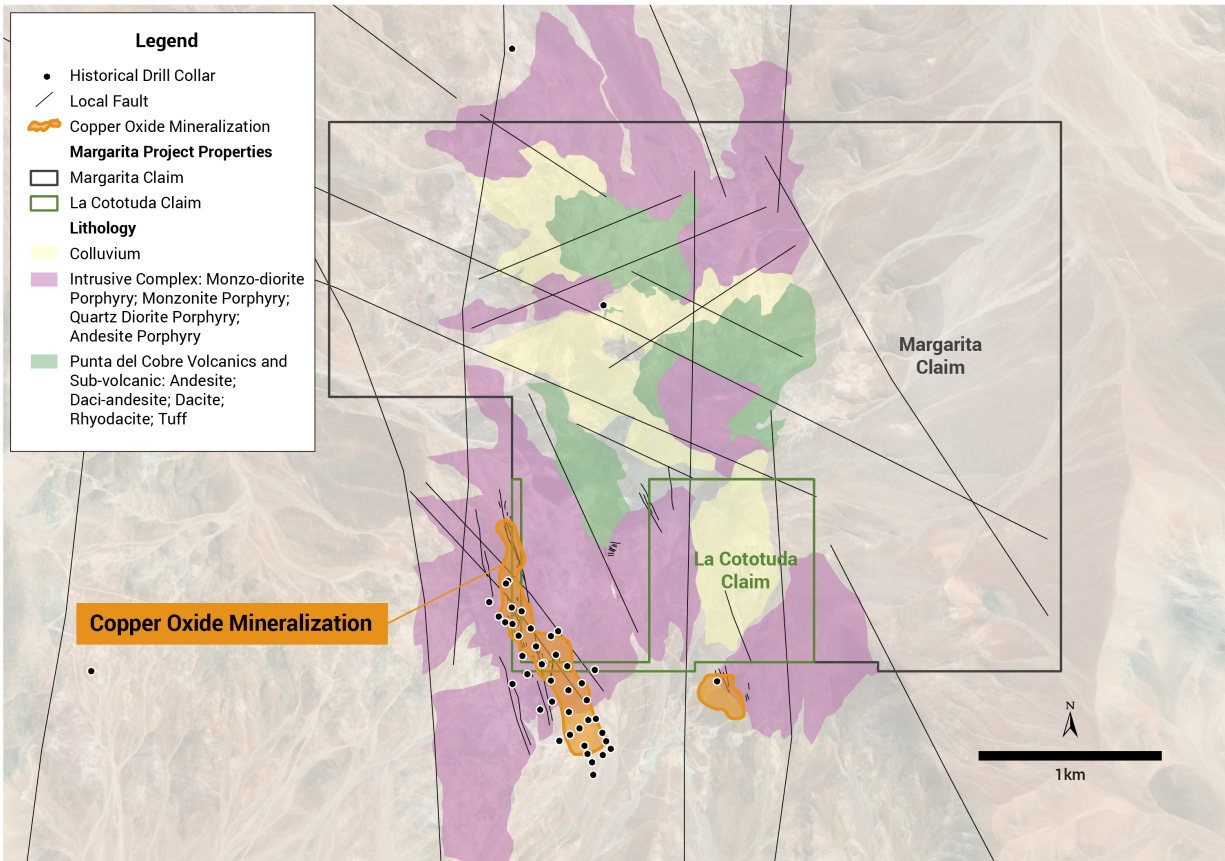 Legend
Historical Drill Collar
Local Fault
Copper Oxide Mineralization
Margarita Project Properties
Margarita Claim
La Cototuda Claim
Lithology
Colluvium
Intrusive Complex: Monzo-diorite
Porphyry; Monzonite Porphyry;
Quartz Diorite Porphyry;
Andesite Porphyry
Punta del Cobre Volcanics and
Sub-volcanic: Andesite;
Daci-andesite; Dacite;
Rhyodacite; Tuff
Margarita
Claim
La Cototuda
Claim
Copper Oxide Mineralization
N
1km